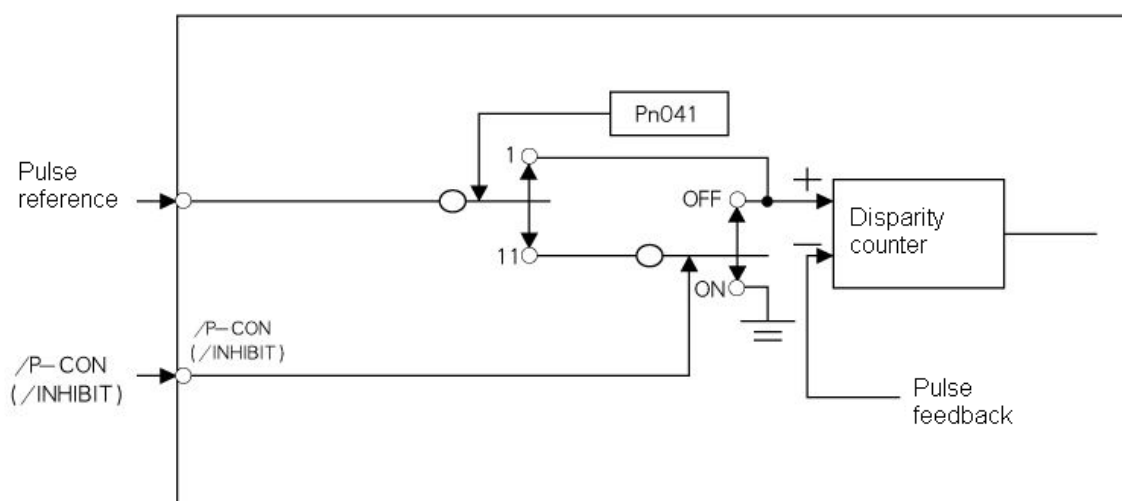 Pn041
Pulse
reference
1
11
OFF
ON
+
−
Disparity
counter
/P−CON
(/INHIBIT)
/P−CON
(/INHIBIT)
Pulse
feedback